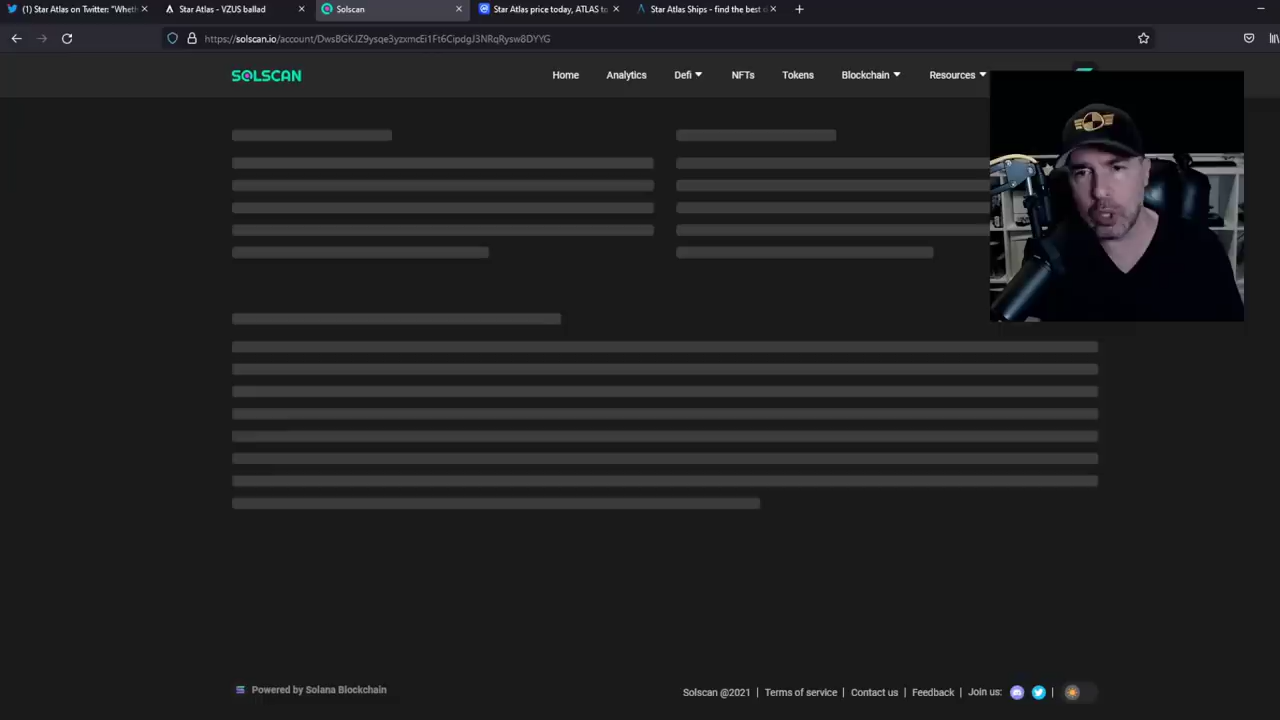 (1) Star Atlas on Twitter: "Wheth
Star Atlas - VZUS ballad
Solscan
Star Atlas price today, ATLAS to
Star Atlas Ships - find the best
https://solscan.io/account/DwsBGKJZ9ysqe3yzxmcEi1Ft6CipdgJ3NRqRysw8DYYG
SOLSCAN
Home
Analytics
Defi
NFTs
Tokens
Blockchain
Resources
Powered by Solana Blockchain
Solscan @2021 | Terms of service | Contact us | Feedback | Join us: |